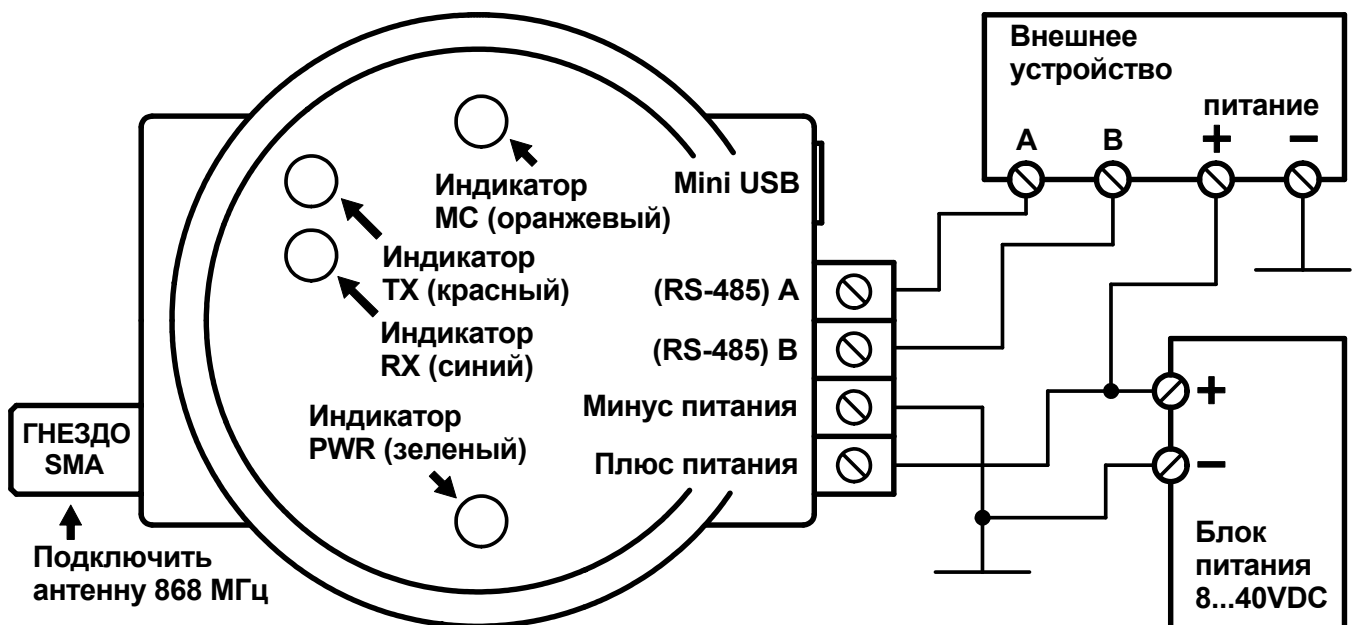 Внешнее
устройство
питание
A
B
+
−
Индикатор
МС (оранжевый)
Mini USB
Индикатор
TX (красный)
(RS-485) A
Индикатор
RX (синий)
(RS-485) B
Минус питания
Индикатор
PWR (зеленый)
Плюс питания
ГНЕЗДО
SMA
Подключить
антенну 868 МГц
+
−
Блок
питания
8...40VDC